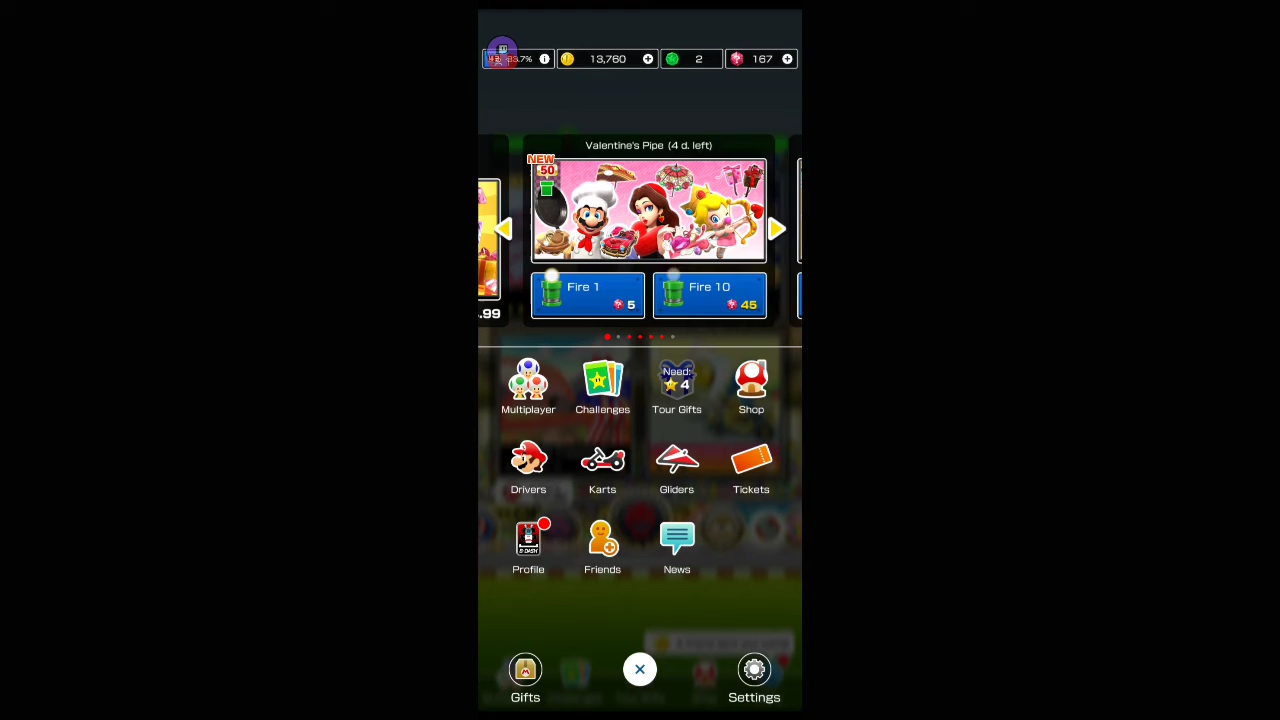 13,760
2
167
Valentine's Pipe (4 d. left)
NEW
50
Fire 1
5
Fire 10
45
.99
Need:
4
Multiplayer
Challenges
Tour Gifts
Shop
Drivers
Karts
Gliders
Tickets
B DASH
Profile
Friends
News
Gifts
Settings